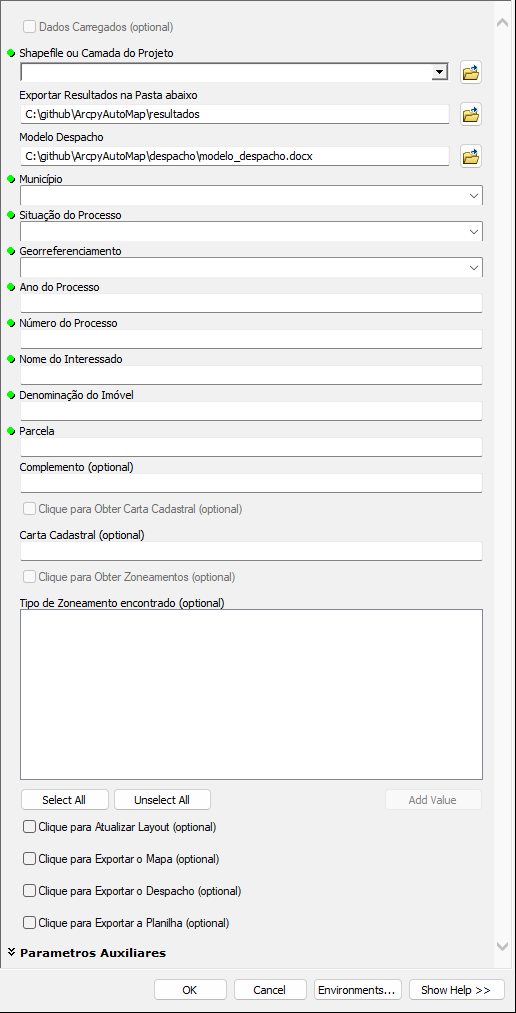 Dados Carregados (optional)
Shapefile ou Camada do Projeto
Exportar Resultados na Pasta abaixo
C:\github\ArcpyAutoMap\resultados
Modelo Despacho
C:\github\ArcpyAutoMap\despacho\modelo_despacho.docx
Município
Situação do Processo
Georreferenciamento
Ano do Processo
Número do Processo
Nome do Interessado
Denominação do Imóvel
Parcela
Complemento (optional)
Clique para Obter Carta Cadastral (optional)
Carta Cadastral (optional)
Clique para Obter Zoneamentos (optional)
Tipo de Zoneamento encontrado (optional)
Select All Unselect All Add Value
Clique para Atualizar Layout (optional)
Clique para Exportar o Mapa (optional)
Clique para Exportar o Despacho (optional)
Clique para Exportar a Planilha (optional)
Parametros Auxiliares
OK Cancel Environments... Show Help >>